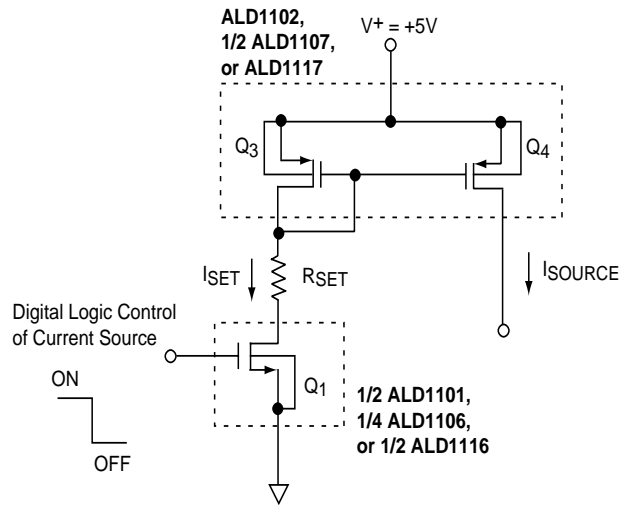 ALD1102,
1/2 ALD1107,
or ALD1117
V+ = +5V
Q3
Q4
ISET
RSET
ISOURCE
Digital Logic Control
of Current Source
ON
OFF
Q1
1/2 ALD1101,
1/4 ALD1106,
or 1/2 ALD1116